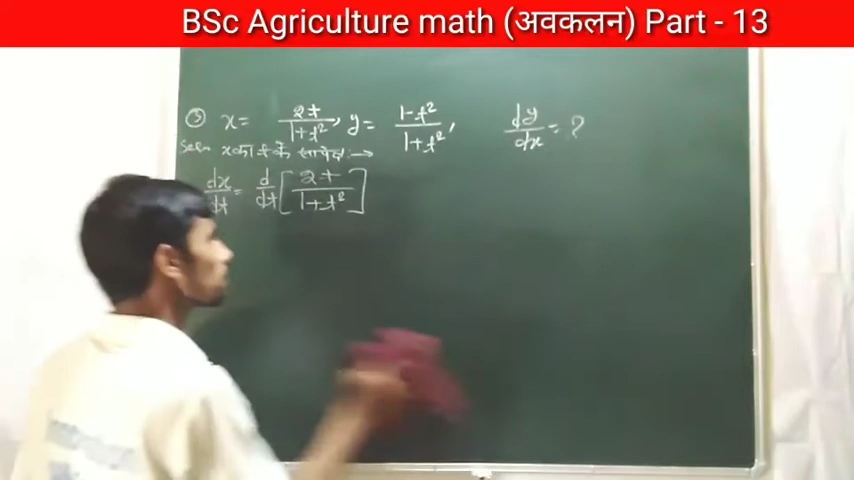 BSc Agriculture math (अवकलन) Part - 13
③ x= 2t/1+t², y= 1-t²/1+t², dy/dx = ?
x का t के सापेक्ष :→
dx/dt = d/dt [2t/1+t²]